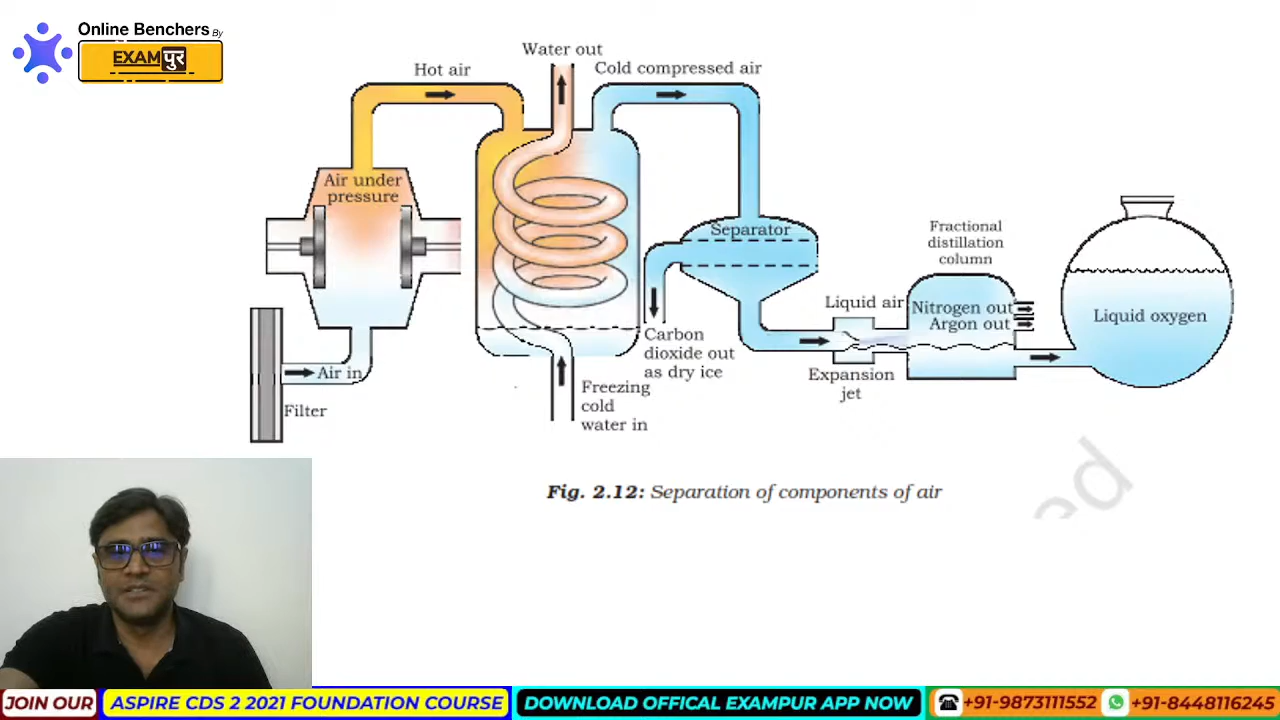 Online Benchers By
EXAMपुर
Water out
Hot air
Cold compressed air
Air under
pressure
Separator
Fractional
distillation
column
Liquid air
Nitrogen out
Argon out
Liquid oxygen
Carbon
dioxide out
as dry ice
Air in
Expansion
jet
Freezing
cold
water in
Filter
Fig. 2.12: Separation of components of air
ed
JOIN OUR
ASPIRE CDS 2 2021 FOUNDATION COURSE
DOWNLOAD OFFICAL EXAMPUR APP NOW
+91-9873111552
+91-8448116245